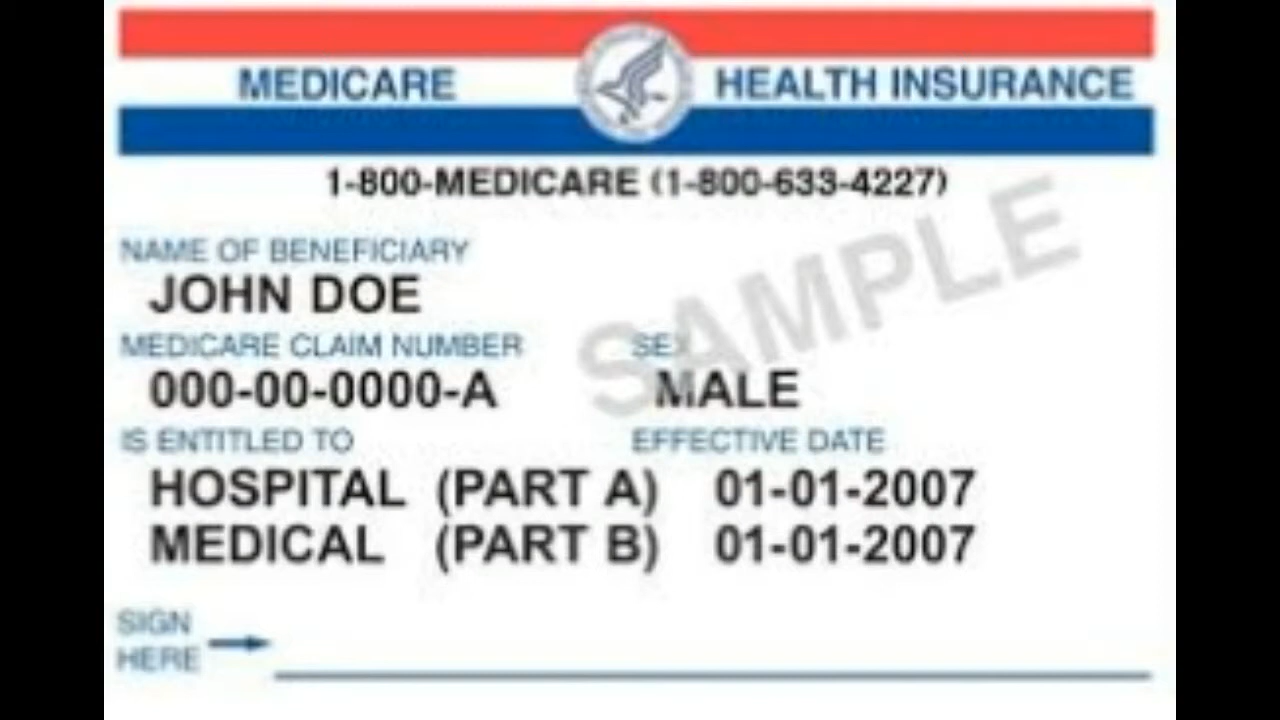 MEDICARE HEALTH INSURANCE
1-800-MEDICARE (1-800-633-4227)
NAME OF BENEFICIARY
JOHN DOE
MEDICARE CLAIM NUMBER SEX
000-00-0000-A MALE
IS ENTITLED TO EFFECTIVE DATE
HOSPITAL (PART A) 01-01-2007
MEDICAL (PART B) 01-01-2007
SIGN
HERE
SAMPLE